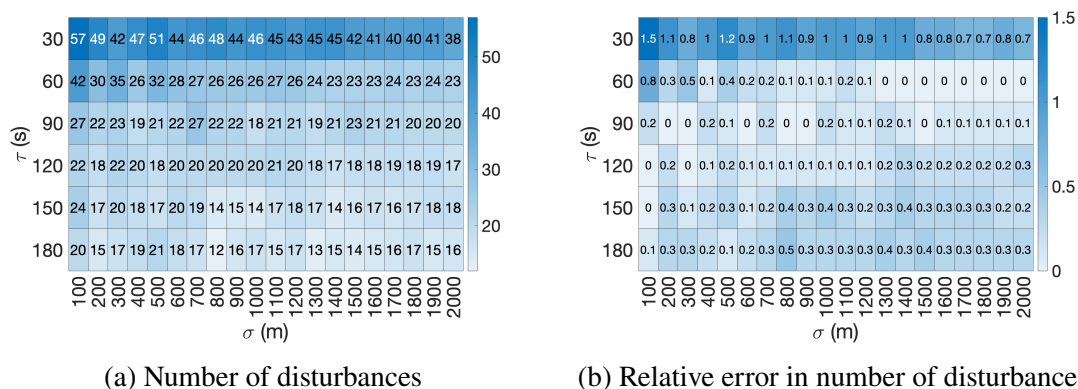 30 57 49 42 47 51 44 46 48 44 46 45 43 45 45 42 41 40 40 41 38
60 42 30 35 26 32 28 27 26 26 26 27 26 24 23 23 24 23 24 24 23
90 27 22 23 19 21 22 27 22 22 18 21 21 19 21 23 21 21 20 20 20
120 22 18 22 20 18 20 20 20 20 20 21 20 18 17 18 18 19 18 19 17
150 24 17 20 18 17 20 19 14 15 14 17 18 17 14 16 17 16 17 18 18
180 20 15 17 19 21 18 17 12 16 17 15 17 13 15 14 15 16 17 15 16
τ (s)
100 200 300 400 500 600 700 800 900 1000 1100 1200 1300 1400 1500 1600 1700 1800 1900 2000
σ (m)
50
40
30
20
(a) Number of disturbances
30 1.5 1.1 0.8 1 1.2 0.9 1 1.1 0.9 1 1 0.9 1 1 0.8 0.8 0.7 0.7 0.8 0.7
60 0.8 0.3 0.5 0.1 0.4 0.2 0.2 0.1 0.1 0.1 0.2 0.1 0 0 0 0 0 0 0 0
90 0.2 0 0 0.2 0.1 0 0.2 0 0 0.2 0.1 0.1 0.2 0.1 0 0.1 0.1 0.1 0.1 0.1
120 0 0.2 0 0.1 0.2 0.1 0.1 0.1 0.1 0.1 0.1 0.1 0.2 0.3 0.2 0.2 0.2 0.2 0.2 0.3
150 0 0.3 0.1 0.2 0.3 0.1 0.2 0.4 0.3 0.4 0.3 0.2 0.3 0.4 0.3 0.3 0.3 0.3 0.2 0.2
180 0.1 0.3 0.3 0.2 0.1 0.2 0.3 0.5 0.3 0.3 0.3 0.3 0.4 0.3 0.4 0.3 0.3 0.3 0.3 0.3
τ (s)
100 200 300 400 500 600 700 800 900 1000 1100 1200 1300 1400 1500 1600 1700 1800 1900 2000
σ (m)
1.5
1
0.5
0
(b) Relative error in number of disturbance